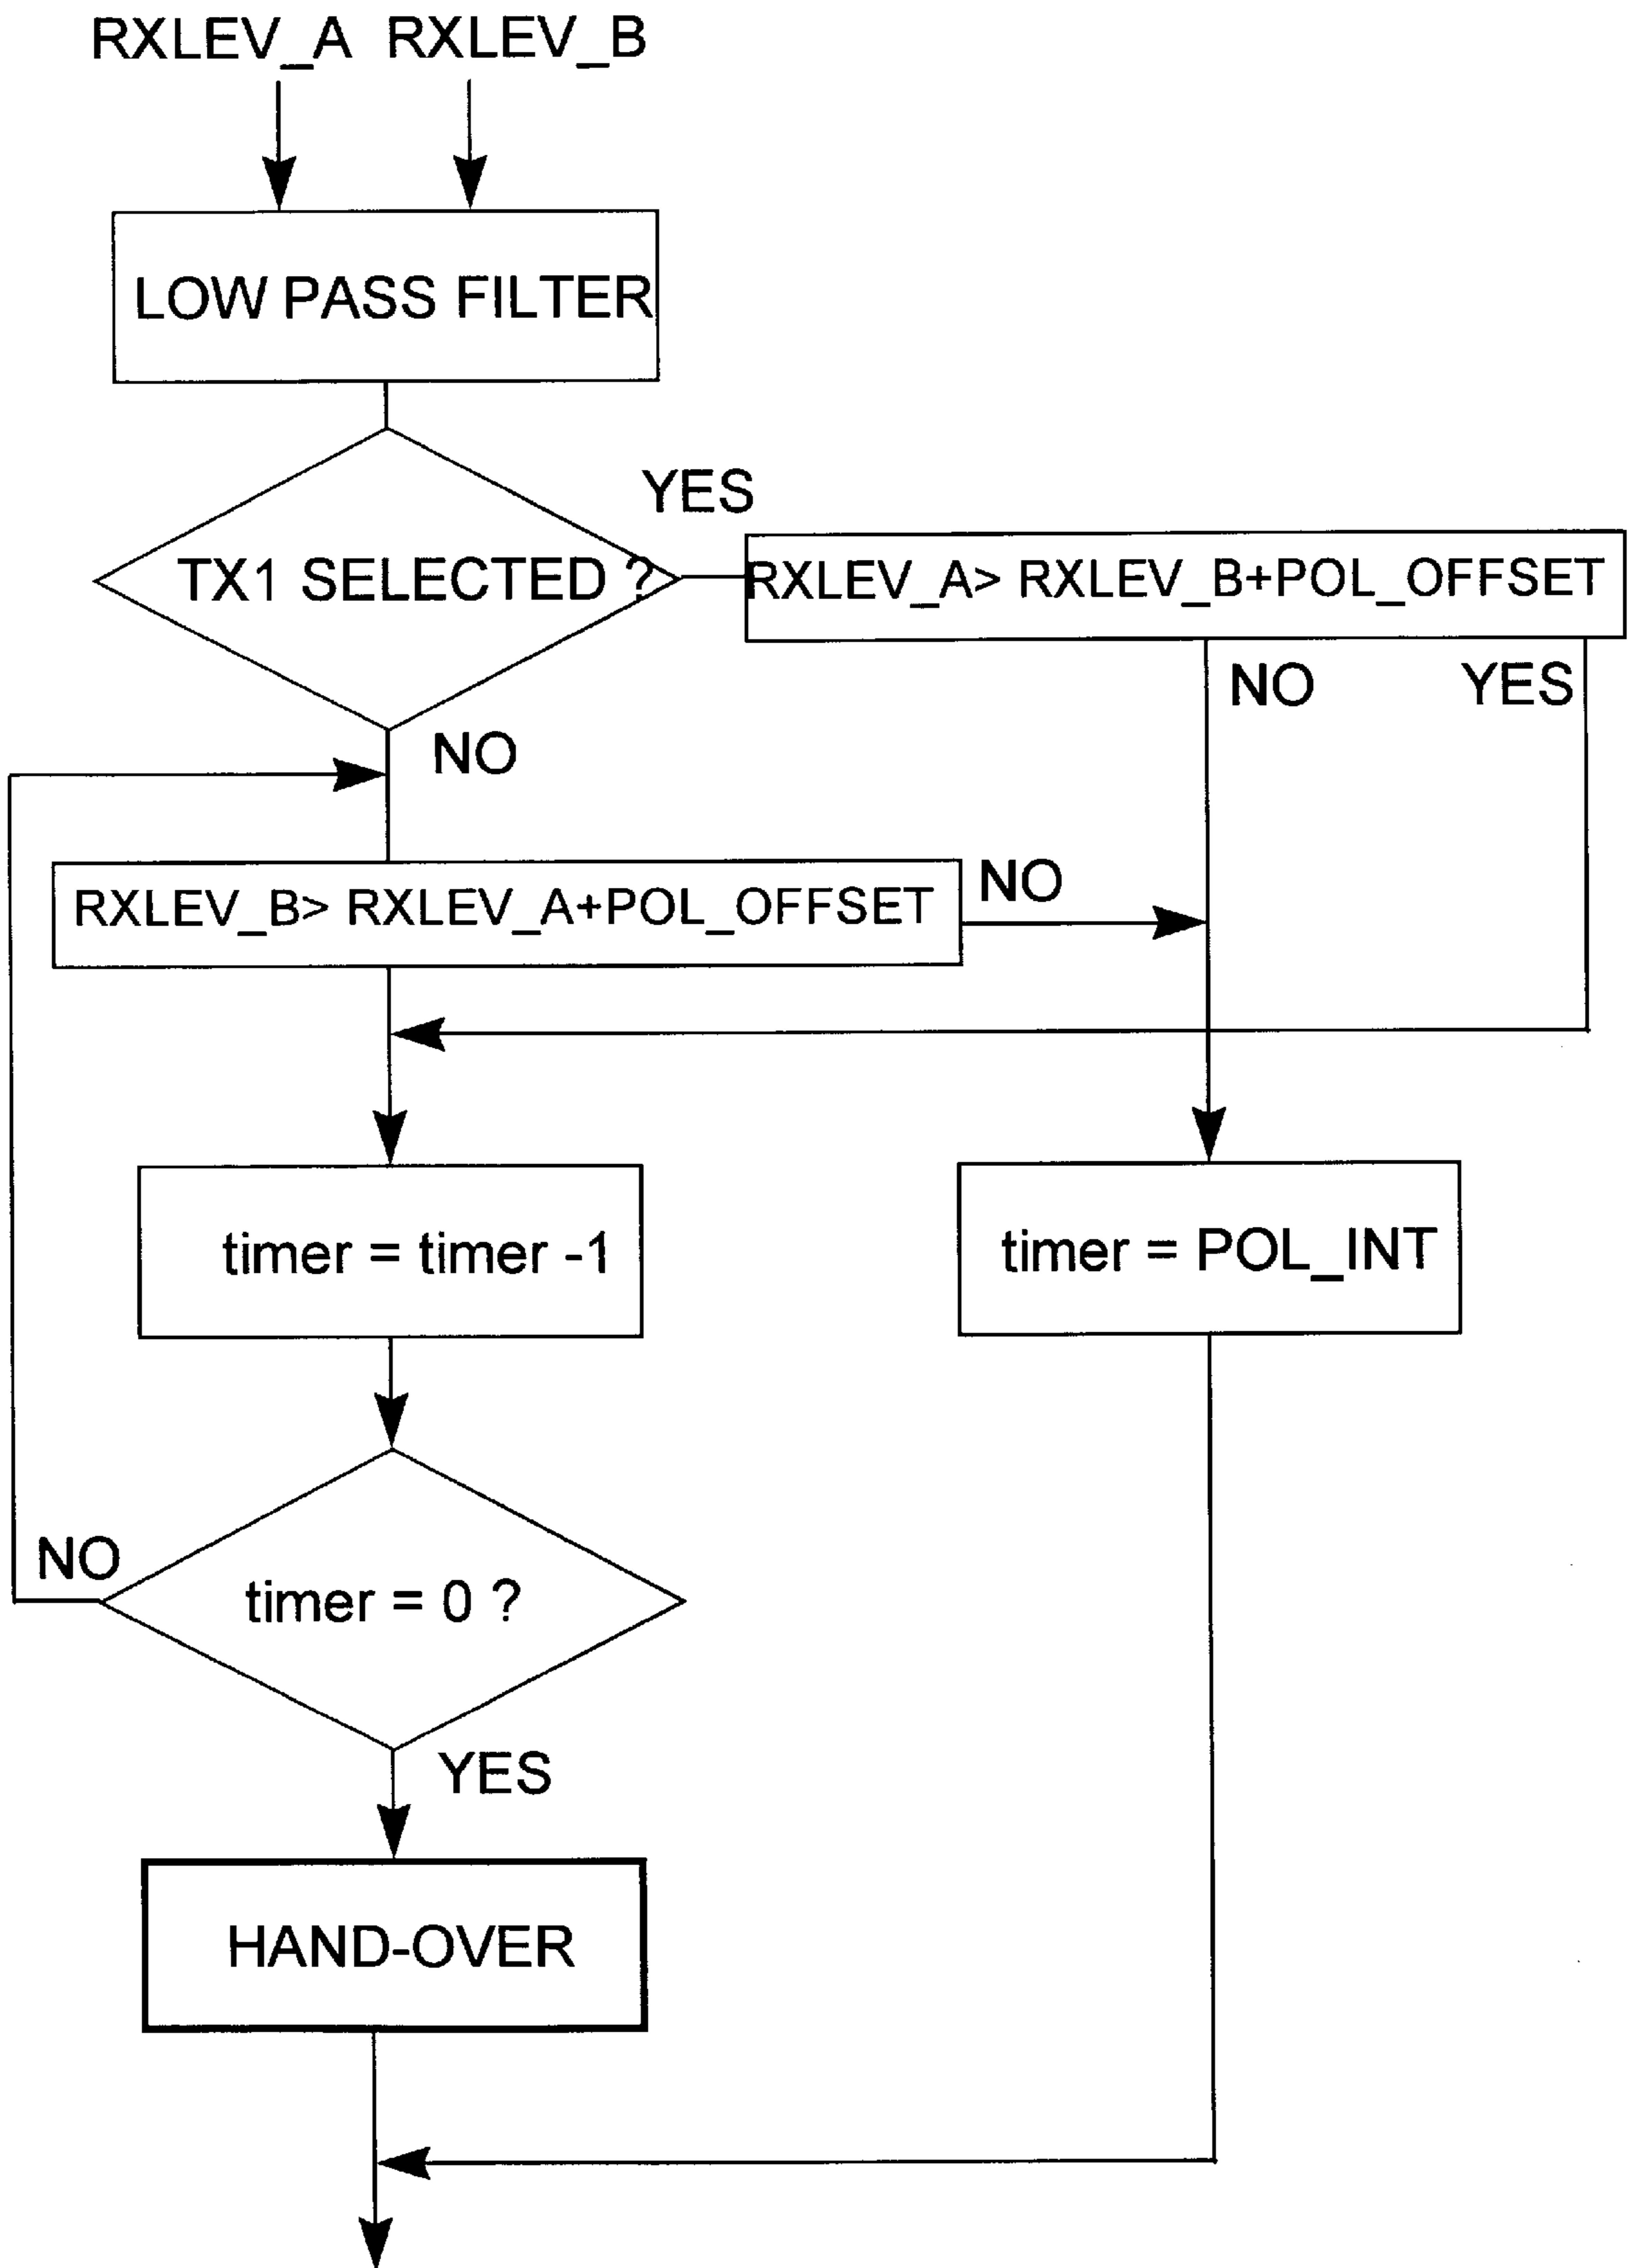 RXLEV_A RXLEV_B
LOW PASS FILTER
YES
TX1 SELECTED ?
RXLEV_A> RXLEV_B+POL_OFFSET
NO YES
NO
RXLEV_B> RXLEV_A+POL_OFFSET
NO
timer = timer -1
timer = POL_INT
NO
timer = 0 ?
YES
HAND-OVER